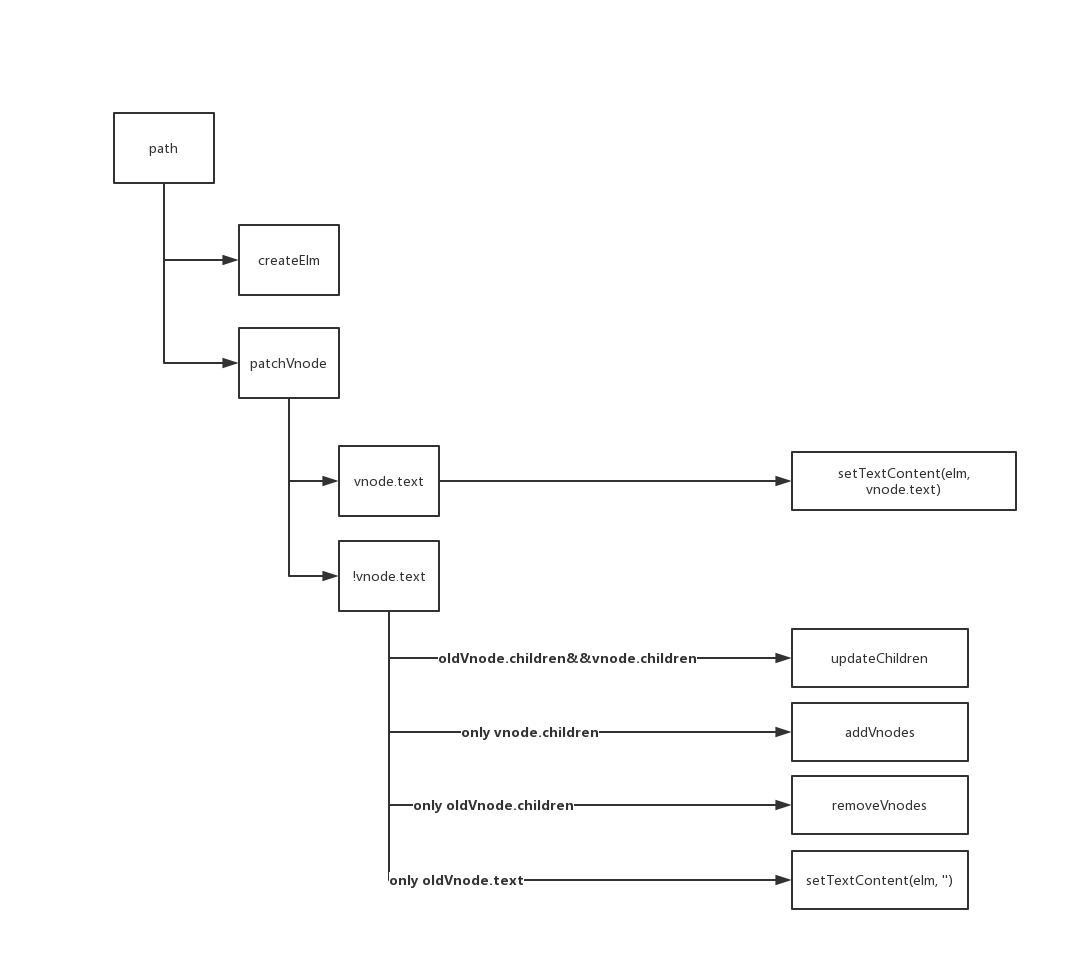 path
createElm
patchVnode
vnode.text
setTextContent(elm,
vnode.text)
!vnode.text
oldVnode.children&&vnode.children
updateChildren
only vnode.children
addVnodes
only oldVnode.children
removeVnodes
only oldVnode.text
setTextContent(elm, '')